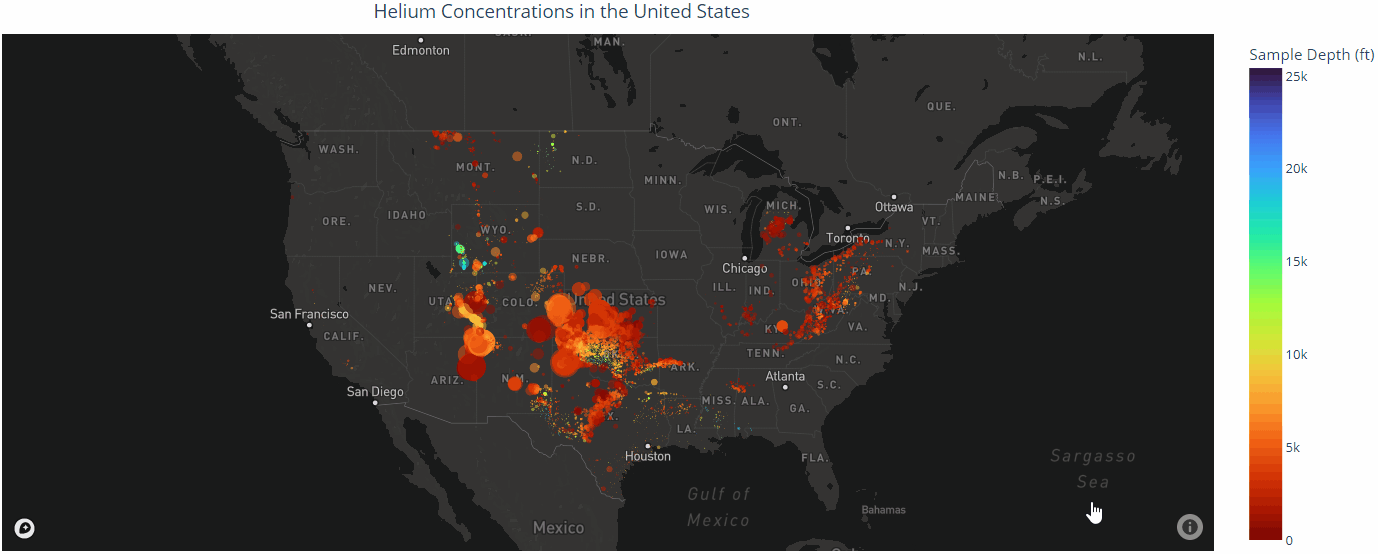 Helium Concentrations in the United States
Sample Depth (ft)
25k
20k
15k
10k
5k
0
Edmonton
MAN.
N.L.
QUE.
ONT.
WASH.
MONT.
N.D.
MINN.
N.B.
P.E.I.
MAINE
N.S.
Ottawa
ORE.
IDAHO
S.D.
WIS.
MICH.
VT.
WYO.
Toronto
N.Y.
MASS.
NEBR.
IOWA
Chicago
PA.
NEV.
UTAH
COLO.
United States
ILL.
IND.
OHIO
N.J.
MD.
San Francisco
CALIF.
KY.
VA.
TENN.
N.C.
ARIZ.
N.M.
ARK.
Atlanta
San Diego
MISS.
ALA.
S.C.
GA.
LA.
Houston
FLA.
Sargasso
Sea
Gulf of
Mexico
Bahamas
Mexico